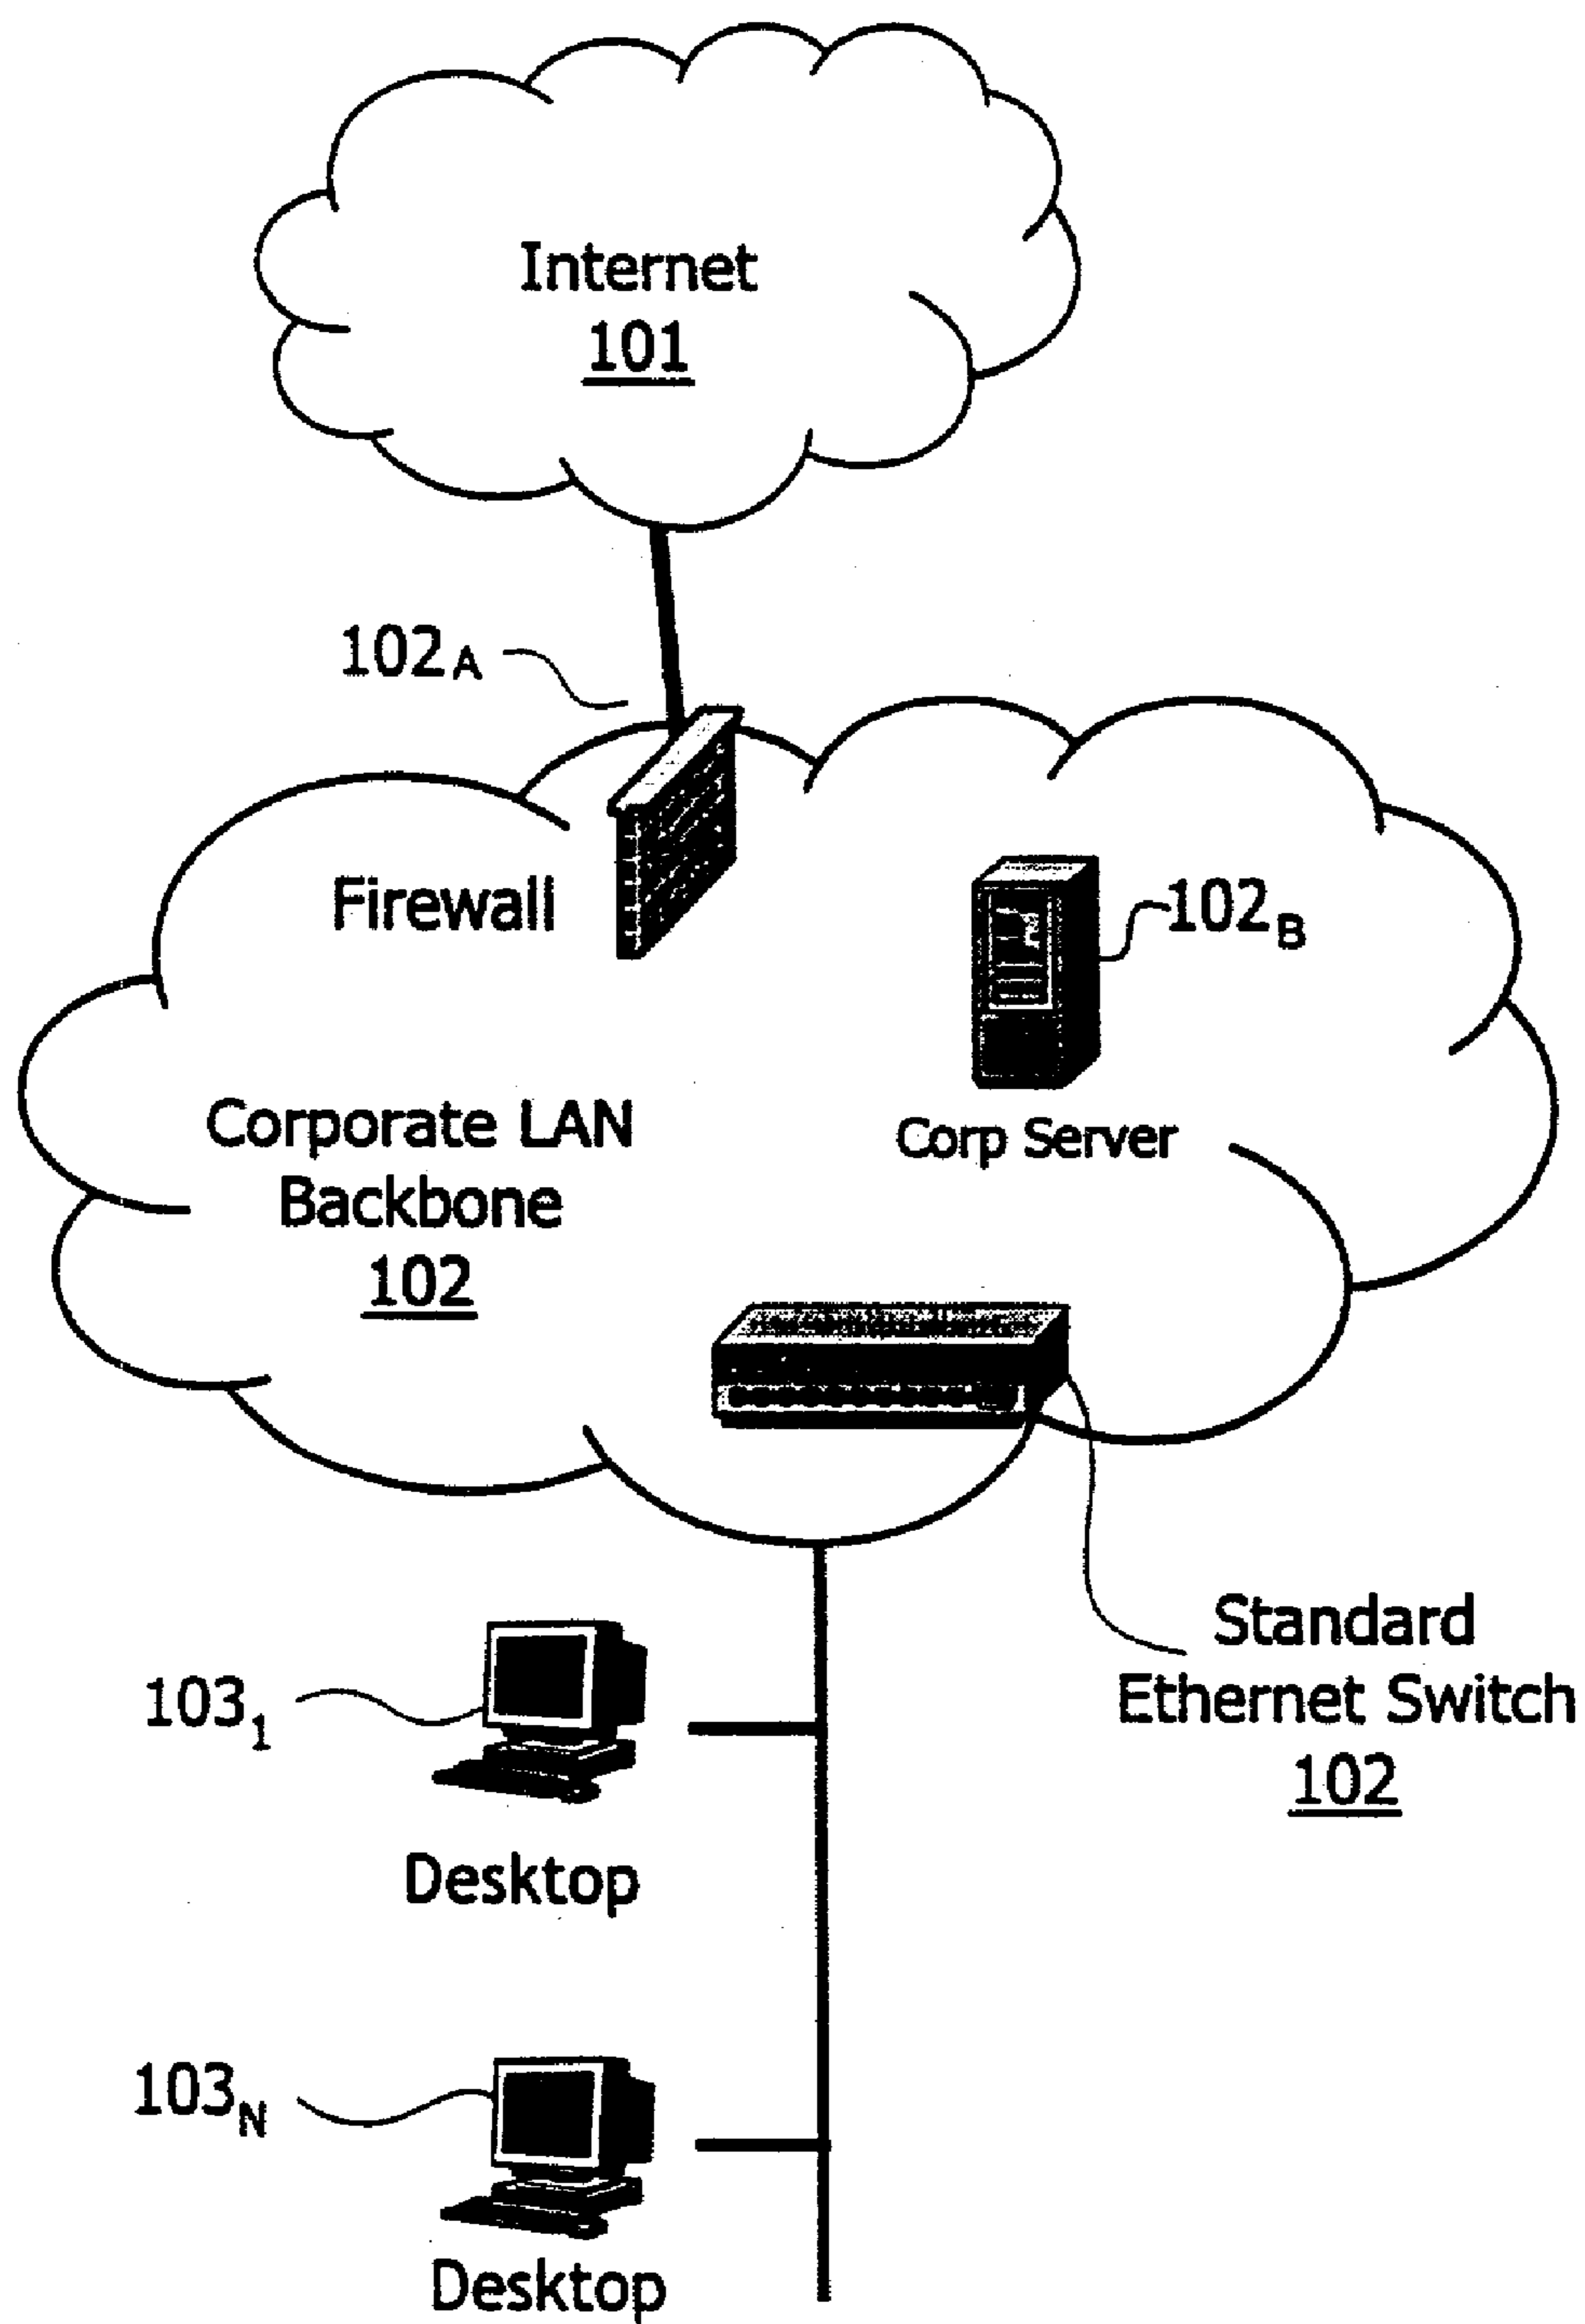 Internet
101
102A
Firewall
102B
Corp Server
Corporate LAN
Backbone
102
Standard
Ethernet Switch
102
1031
Desktop
103N
Desktop